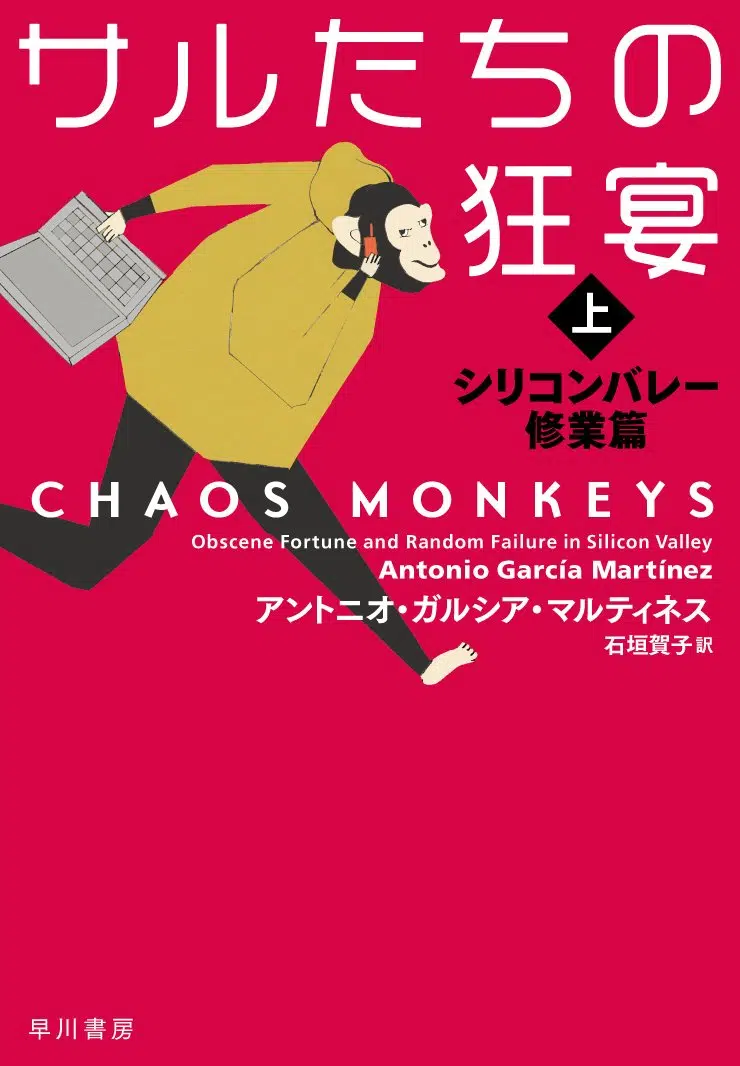 サルたちの
狂宴
上
シリコンバレー
修業篇
CHAOS MONKEYS
Obscene Fortune and Random Failure in Silicon Valley
Antonio García Martínez
アントニオ・ガルシア・マルティネス
石垣賀子 訳
早川書房